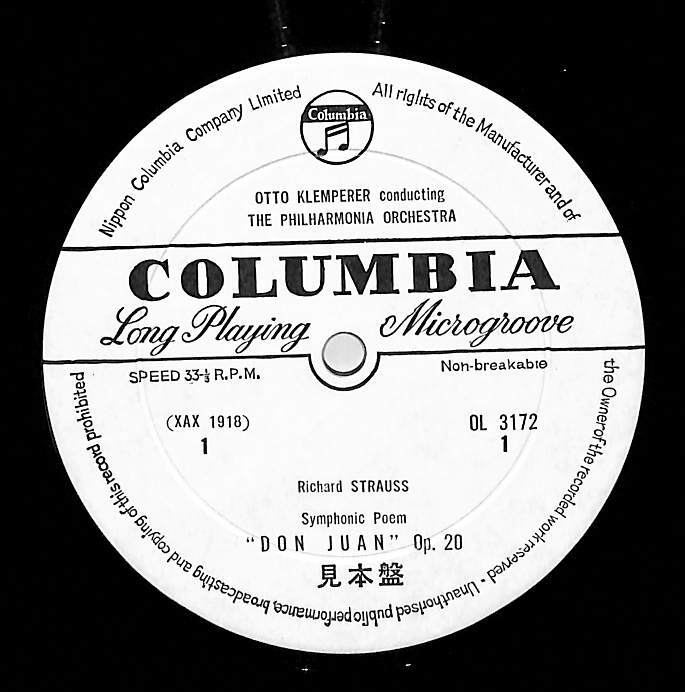 Nippon Columbia Company Limited
Columbia
All rights of the Manufacturer and of
the Owner of the recorded work reserved - Unauthorised public performance, broadcasting and copying of this record prohibited
OTTO KLEMPERER conducting
THE PHILHARMONIA ORCHESTRA
COLUMBIA
Long Playing Microgroove
SPEED 33-⅓ R.P.M. Non-breakable
(XAX 1918) OL 3172
1 1
Richard STRAUSS
Symphonic Poem
"DON JUAN" Op. 20
見本盤